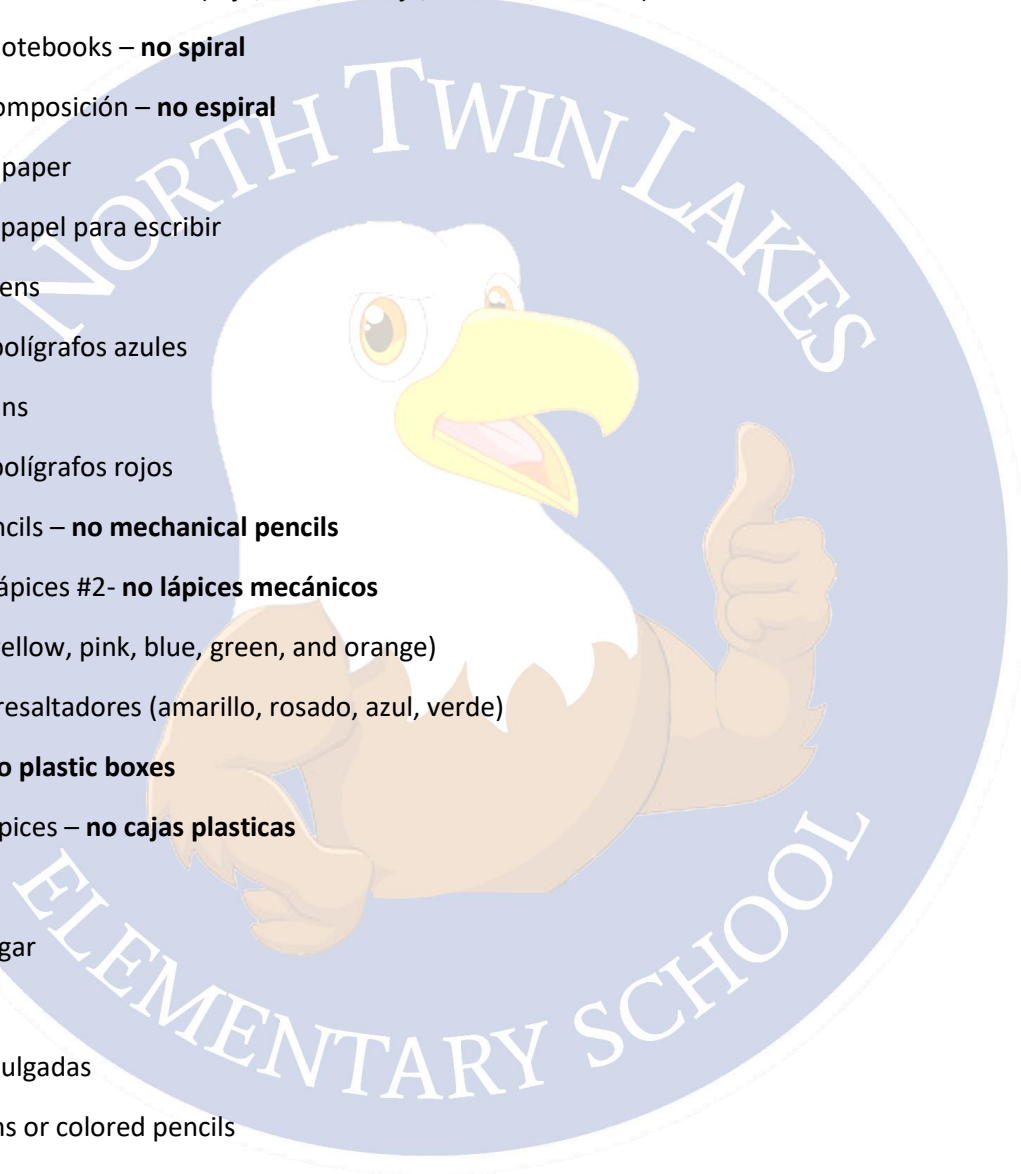 otebooks – no spiral
omposición – no espiral
paper
papel para escribir
ens
polígrafos azules
ns
polígrafos rojos
ncils – no mechanical pencils
ápices #2- no lápices mecánicos
ellow, pink, blue, green, and orange)
resaltadores (amarillo, rosado, azul, verde)
o plastic boxes
pices – no cajas plasticas
gar
ulgadas
ns or colored pencils
NORTH TWIN LAKES
ELEMENTARY SCHOOL